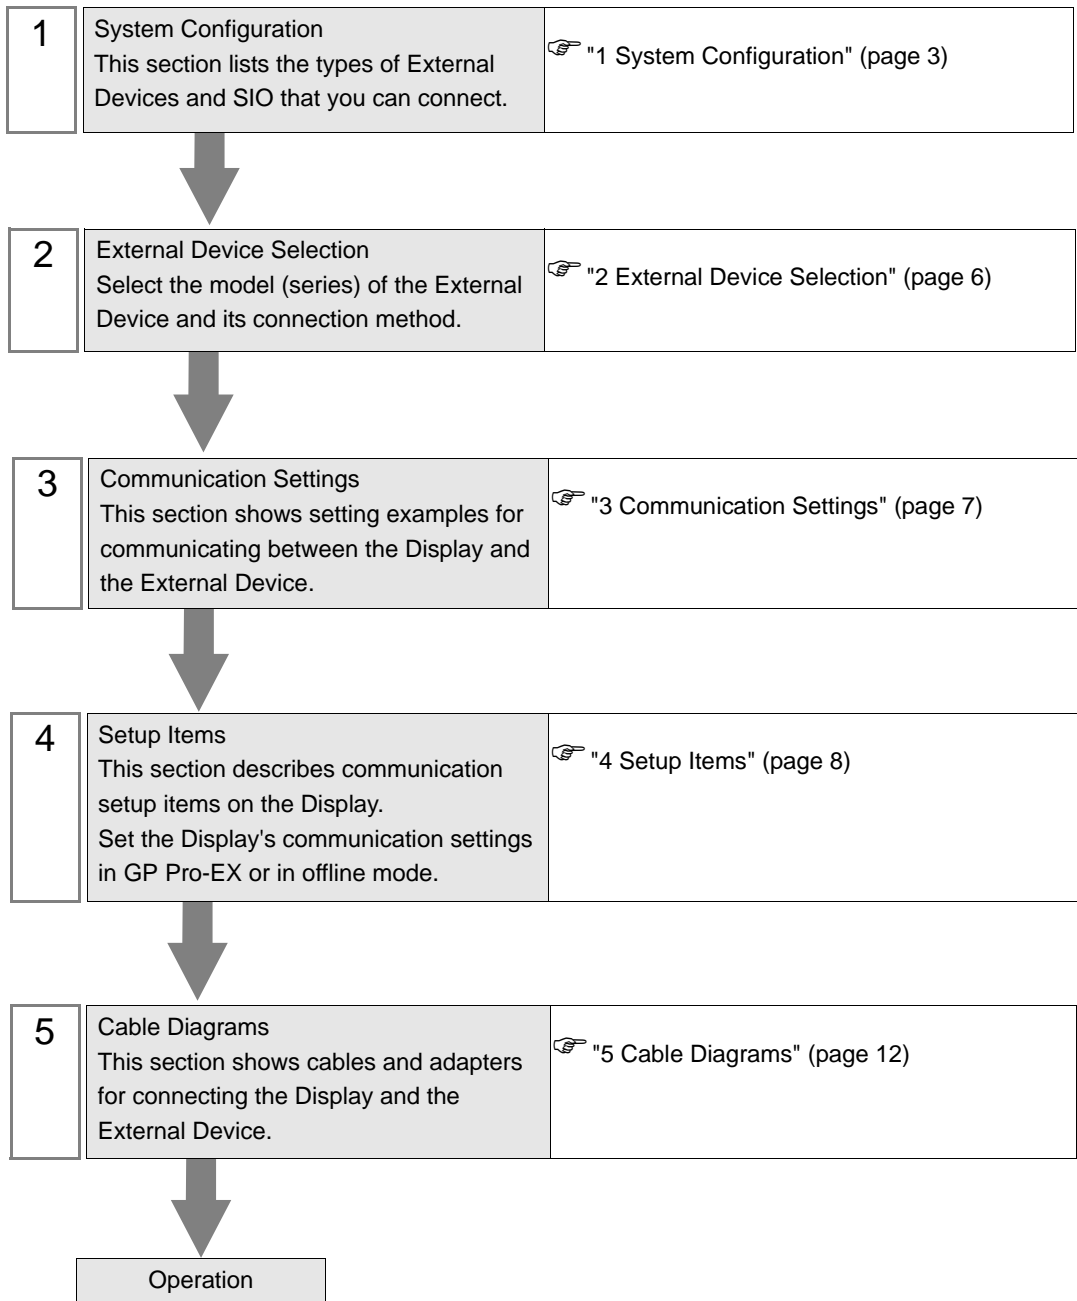 1
System Configuration
This section lists the types of External
Devices and SIO that you can connect.
"1 System Configuration" (page 3)
2
External Device Selection
Select the model (series) of the External
Device and its connection method.
"2 External Device Selection" (page 6)
3
Communication Settings
This section shows setting examples for
communicating between the Display and
the External Device.
"3 Communication Settings" (page 7)
4
Setup Items
This section describes communication
setup items on the Display.
Set the Display's communication settings
in GP Pro-EX or in offline mode.
"4 Setup Items" (page 8)
5
Cable Diagrams
This section shows cables and adapters
for connecting the Display and the
External Device.
"5 Cable Diagrams" (page 12)
Operation